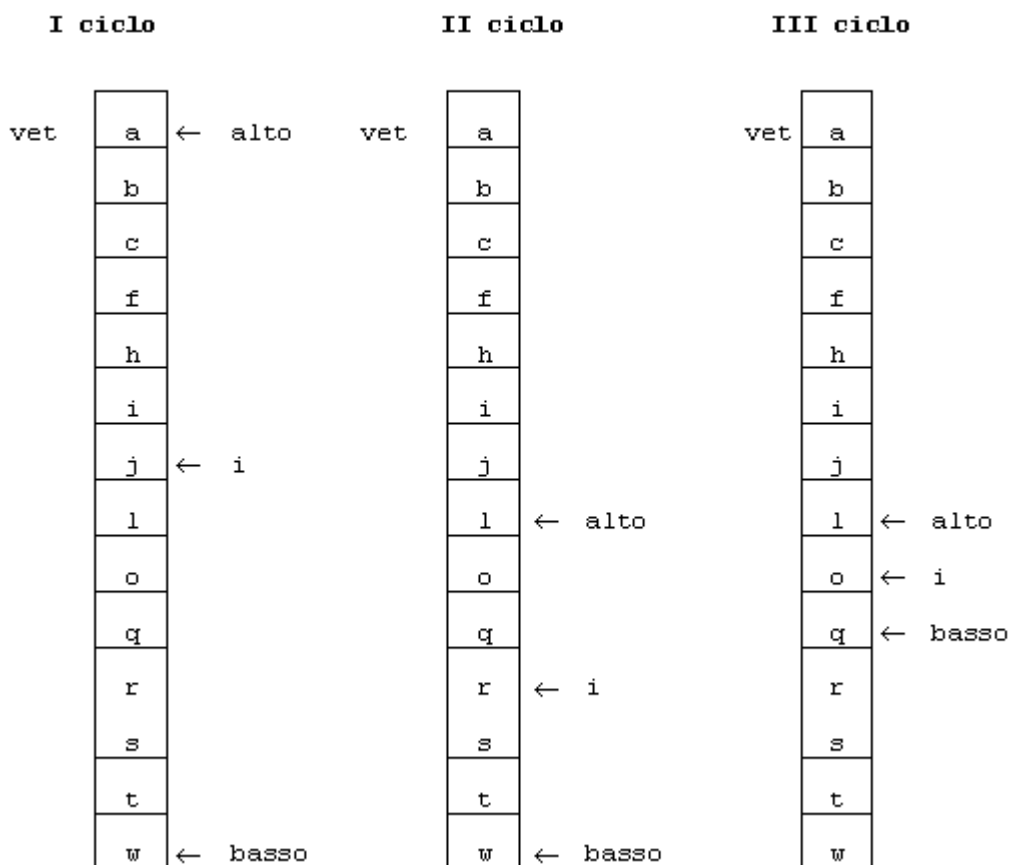 I ciclo II ciclo III ciclo
vet a ← alto vet a vet a
b b b
c c c
f f f
h h h
i i i
j ← i j j
l l ← alto l ← alto
o o o ← i
q q q ← basso
r r ← i r
s s s
t t t
w ← basso w ← basso w